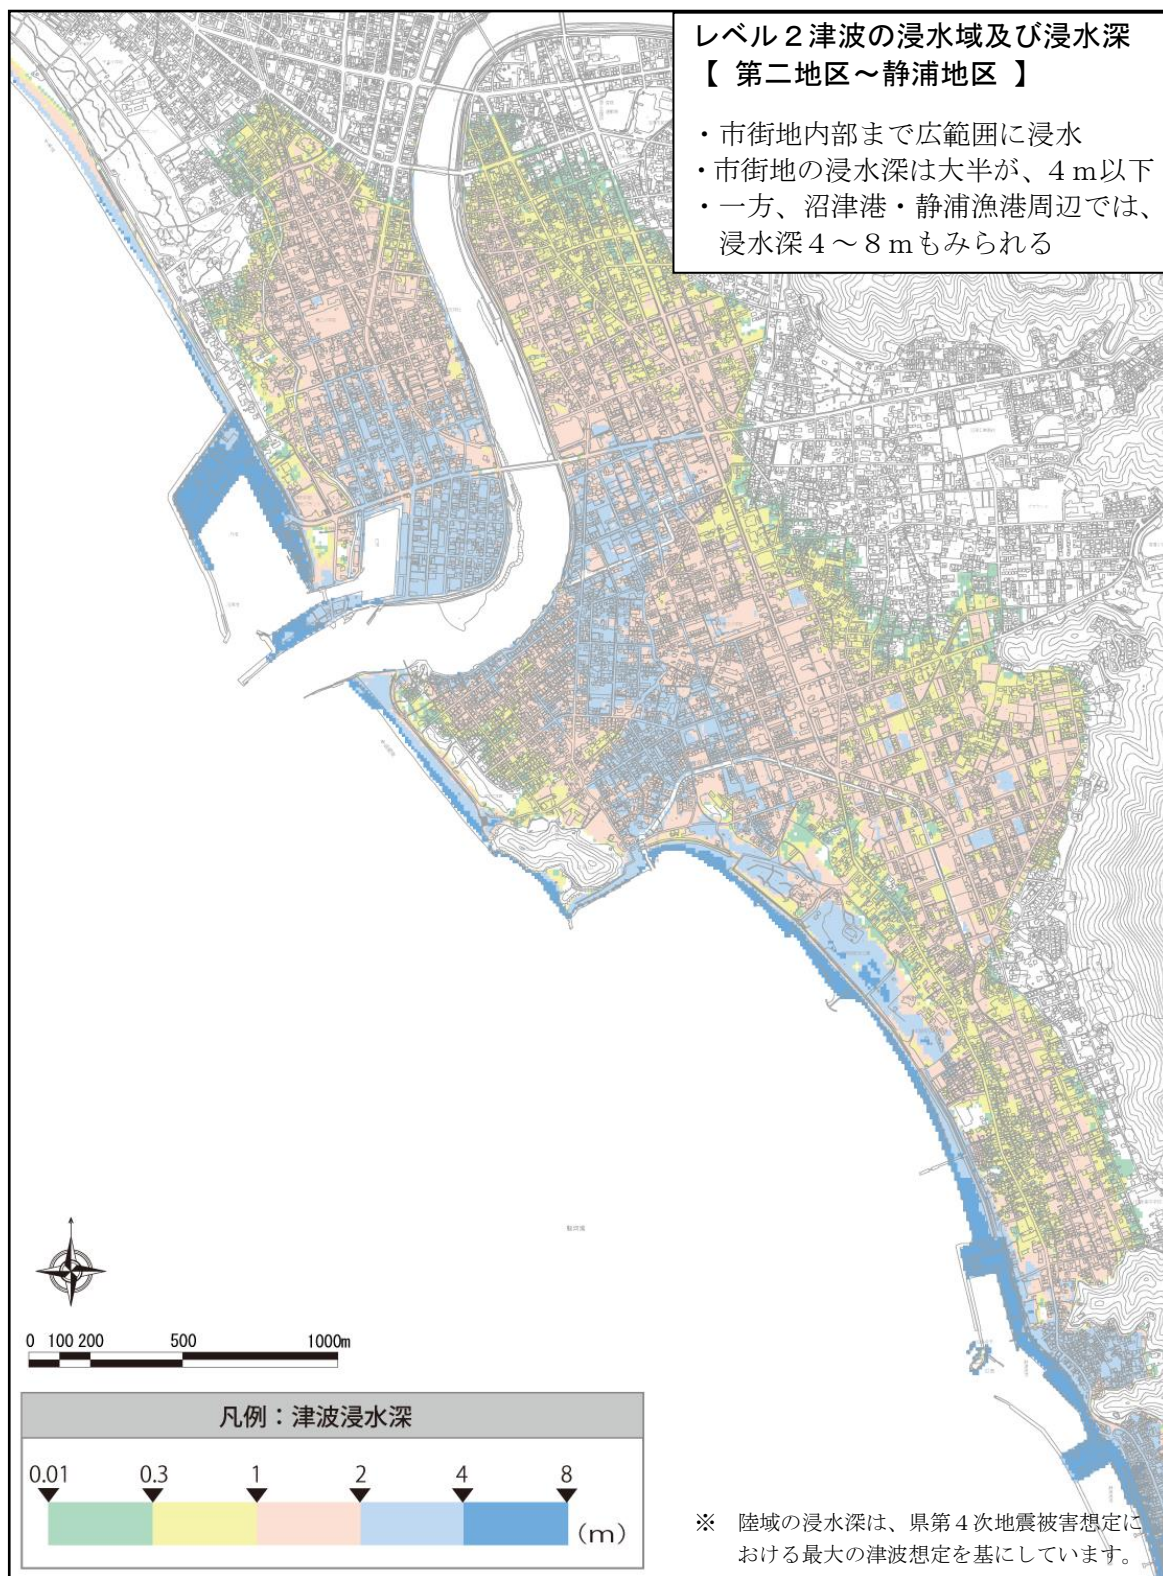 レベル2津波の浸水域及び浸水深
【 第二地区～静浦地区 】
・市街地内部まで広範囲に浸水
・市街地の浸水深は大半が、4ｍ以下
・一方、沼津港・静浦漁港周辺では、
浸水深4～8ｍもみられる
駿河湾
0 100 200 500 1000m
凡例：津波浸水深
0.01 0.3 1 2 4 8
(m)
※ 陸域の浸水深は、県第4次地震被害想定に
おける最大の津波想定を基にしています。